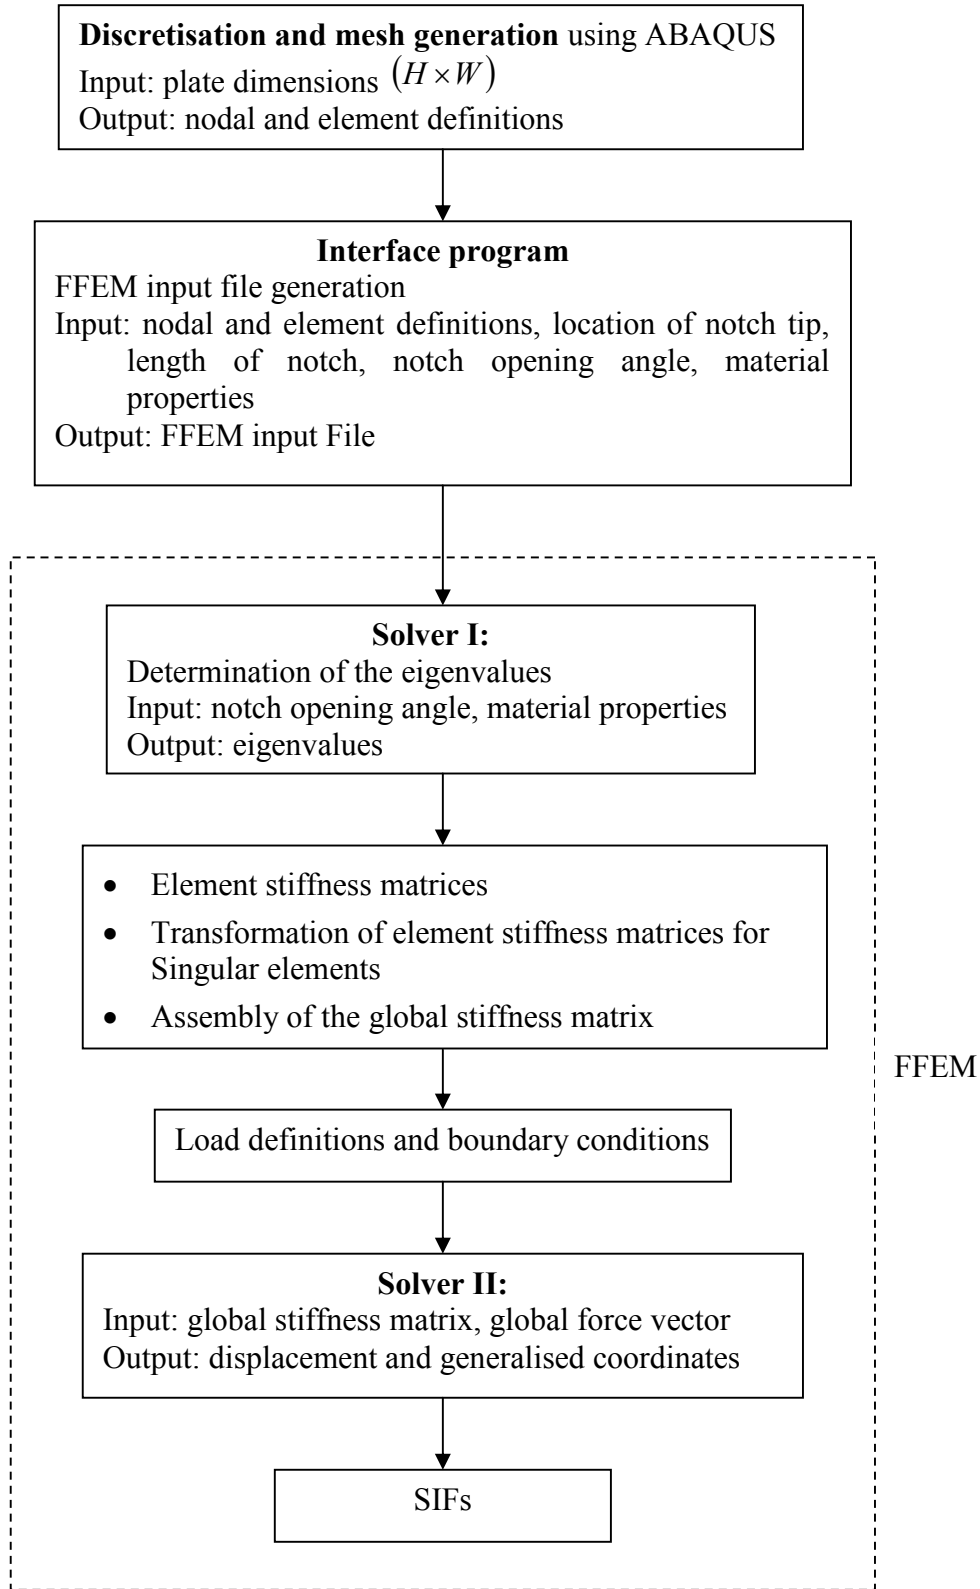 Discretisation and mesh generation using ABAQUS
Input: plate dimensions (H × W)
Output: nodal and element definitions
Interface program
FFEM input file generation
Input: nodal and element definitions, location of notch tip,
length of notch, notch opening angle, material
properties
Output: FFEM input File
Solver I:
Determination of the eigenvalues
Input: notch opening angle, material properties
Output: eigenvalues
• Element stiffness matrices
• Transformation of element stiffness matrices for
Singular elements
• Assembly of the global stiffness matrix
FFEM
Load definitions and boundary conditions
Solver II:
Input: global stiffness matrix, global force vector
Output: displacement and generalised coordinates
SIFs